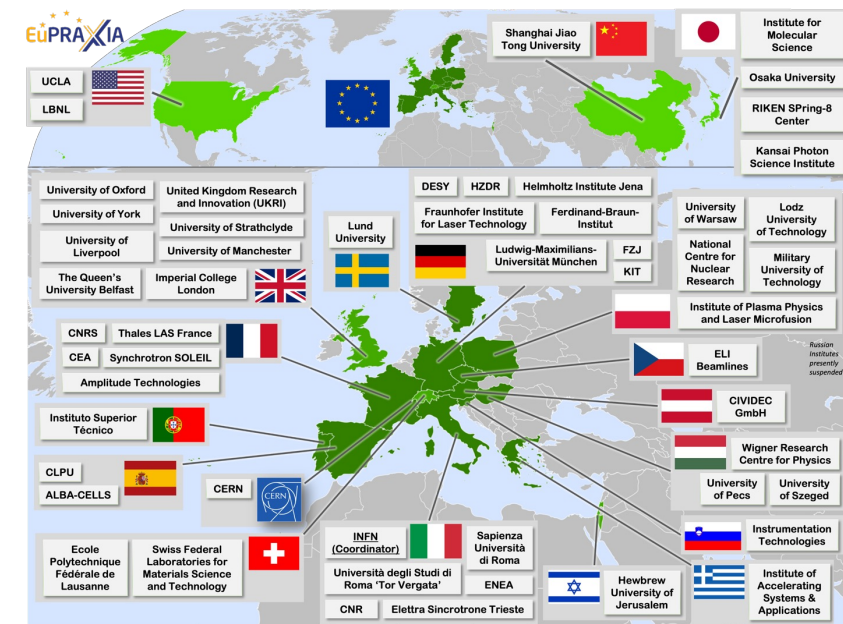 EuPRAXIA
UCLA
LBNL
Shanghai Jiao
Tong University
Institute for
Molecular
Science
Osaka University
RIKEN SPring-8
Center
Kansai Photon
Science Institute
University of Oxford
United Kingdom Research
and Innovation (UKRI)
University of York
University of Strathclyde
University of
Liverpool
University of Manchester
The Queen's
University Belfast
Imperial College
London
Lund
University
DESY
HZDR
Helmholtz Institute Jena
Fraunhofer Institute
for Laser Technology
Ferdinand-Braun-
Institut
Ludwig-Maximilians-
Universität München
FZJ
KIT
University
of Warsaw
Lodz
University
of Technology
National
Centre for
Nuclear
Research
Military
University of
Technology
Institute of Plasma Physics
and Laser Microfusion
CNRS
Thales LAS France
CEA
Synchrotron SOLEIL
Amplitude Technologies
ELI
Beamlines
Russian
Institutes
presently
suspended
CIVIDEC
GmbH
Instituto Superior
Técnico
Wigner Research
Centre for Physics
University
of Pecs
University
of Szeged
CLPU
ALBA-CELLS
CERN
CERN
Instrumentation
Technologies
Ecole
Polytechnique
Fédérale de
Lausanne
Swiss Federal
Laboratories for
Materials Science
and Technology
INFN
(Coordinator)
Sapienza
Università
di Roma
Università degli Studi di
Roma 'Tor Vergata'
ENEA
CNR
Elettra Sincrotrone Trieste
Hewbrew
University of
Jerusalem
Institute of
Accelerating
Systems &
Applications